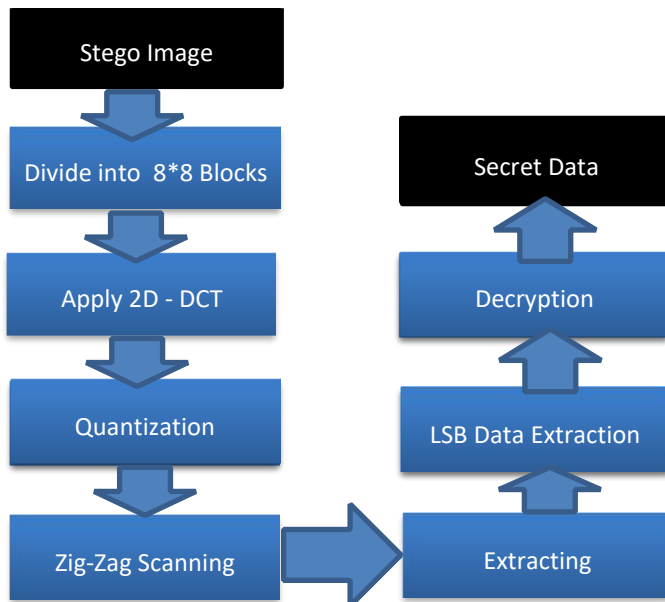 Stego Image
Divide into 8*8 Blocks
Apply 2D - DCT
Quantization
Zig-Zag Scanning
Extracting
LSB Data Extraction
Decryption
Secret Data